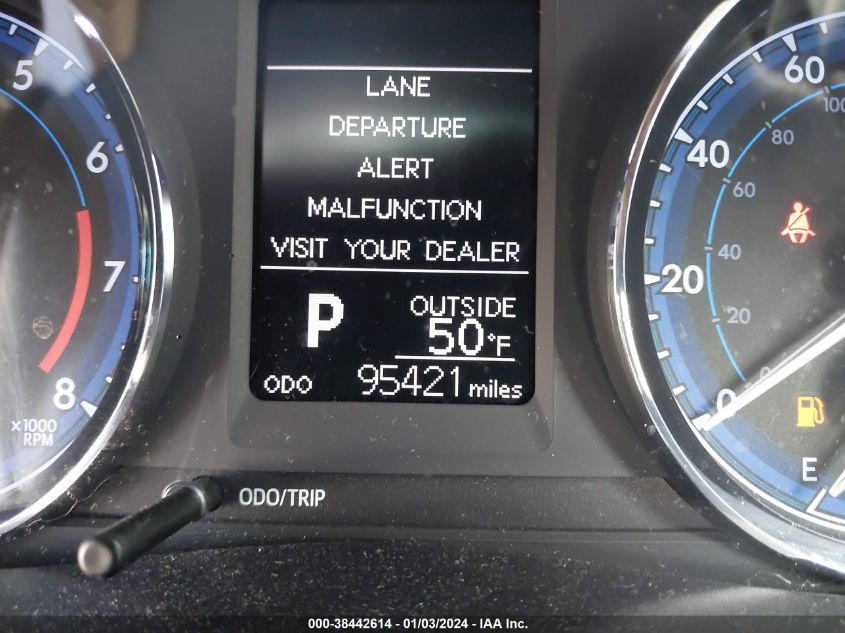 5
6
7
8
x1000
RPM
LANE
DEPARTURE
ALERT
MALFUNCTION
VISIT YOUR DEALER
P
OUTSIDE
50°F
ODO 95421 miles
ODO/TRIP
60
40
20
0
100
80
60
40
20
0
E
000-38442614 - 01/03/2024 - IAA Inc.